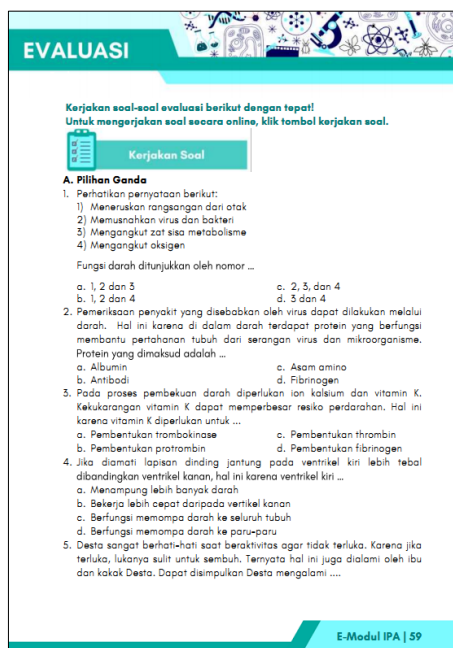 EVALUASI
Kerjakan soal-soal evaluasi berikut dengan tepat!
Untuk mengerjakan soal secara online, klik tombol kerjakan soal.
Kerjakan Soal
A. Pilihan Ganda
1. Perhatikan pernyataan berikut:
1) Meneruskan rangsangan dari otak
2) Memusnahkan virus dan bakteri
3) Mengangkut zat sisa metabolisme
4) Mengangkut oksigen
Fungsi darah ditunjukkan oleh nomor ...
a. 1, 2 dan 3 c. 2, 3, dan 4
b. 1, 2 dan 4 d. 3 dan 4
2. Pemeriksaan penyakit yang disebabkan oleh virus dapat dilakukan melalui
darah. Hal ini karena di dalam darah terdapat protein yang berfungsi
membantu pertahanan tubuh dari serangan virus dan mikroorganisme.
Protein yang dimaksud adalah ...
a. Albumin c. Asam amino
b. Antibodi d. Fibrinogen
3. Pada proses pembekuan darah diperlukan ion kalsium dan vitamin K.
Kekukarangan vitamin K dapat memperbesar resiko perdarahan. Hal ini
karena vitamin K diperlukan untuk ...
a. Pembentukan trombokinase c. Pembentukan thrombin
b. Pembentukan protrombin d. Pembentukan fibrinogen
4. Jika diamati lapisan dinding jantung pada ventrikel kiri lebih tebal
dibandingkan ventrikel kanan, hal ini karena ventrikel kiri ...
a. Menampung lebih banyak darah
b. Bekerja lebih cepat daripada vertikel kanan
c. Berfungsi memompa darah ke seluruh tubuh
d. Berfungsi memompa darah ke paru-paru
5. Desta sangat berhati-hati saat beraktivitas agar tidak terluka. Karena jika
terluka, lukanya sulit untuk sembuh. Ternyata hal ini juga dialami oleh ibu
dan kakak Desta. Dapat disimpulkan Desta mengalami ....
E-Modul IPA | 59